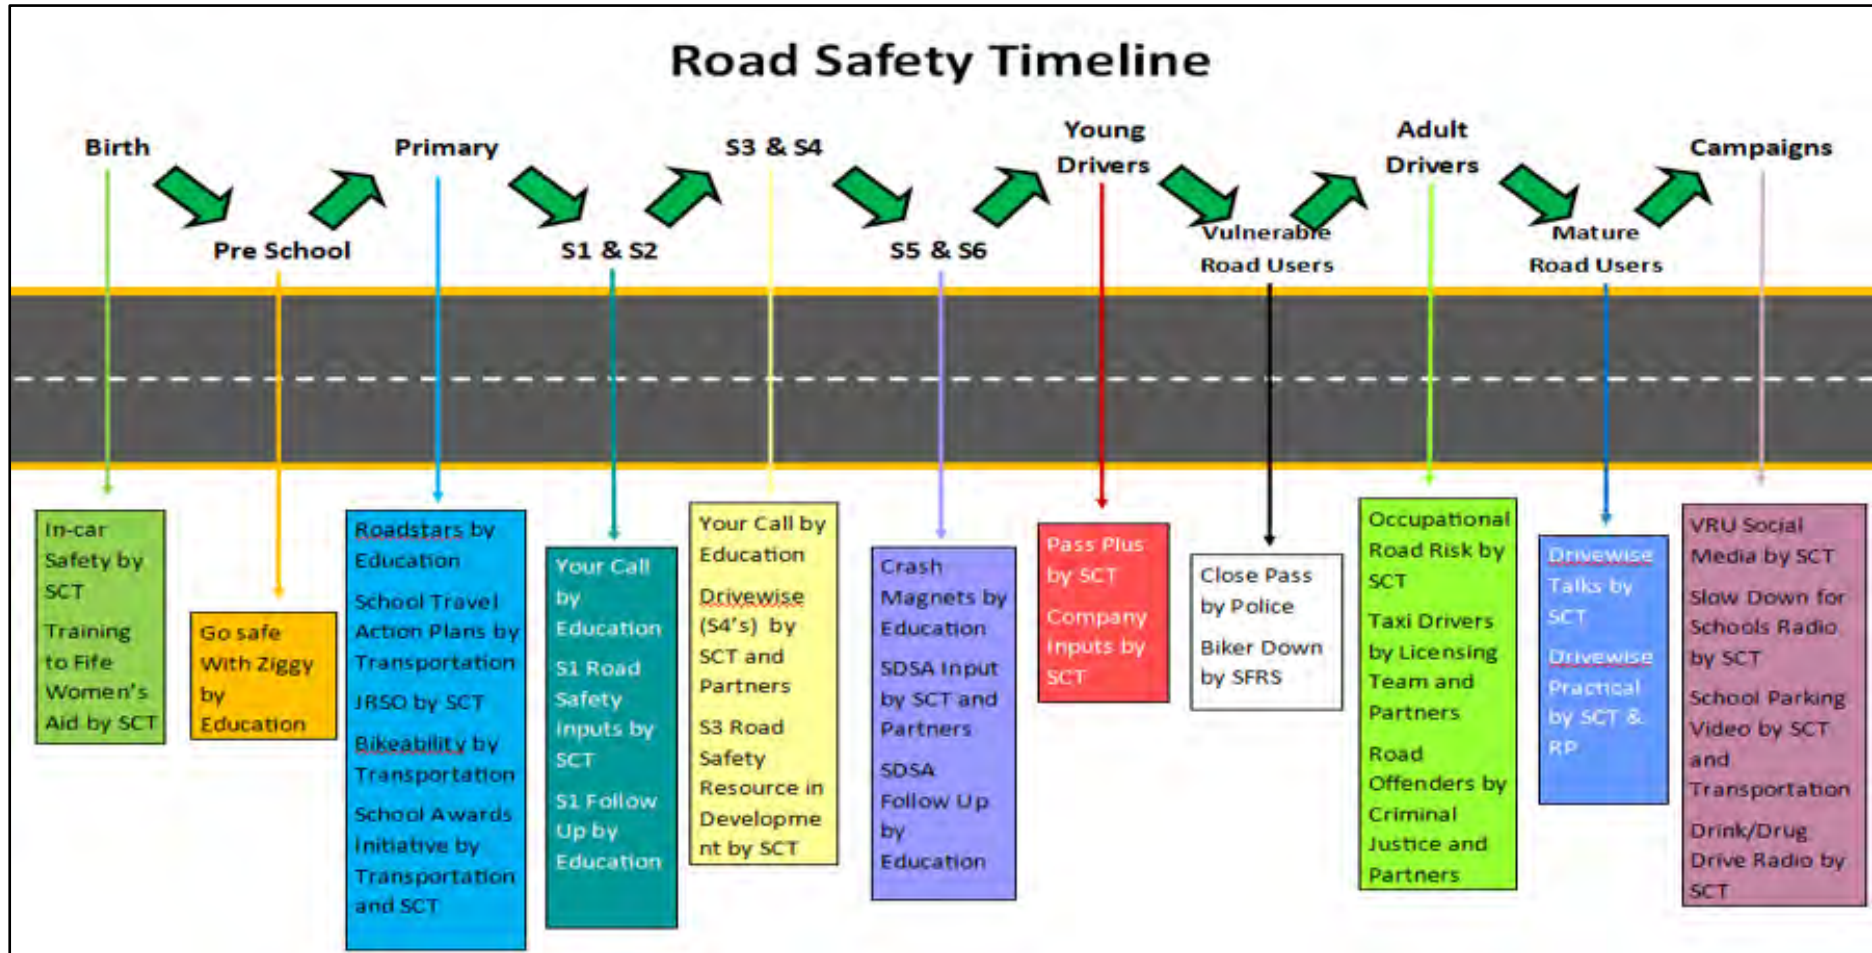 Road Safety Timeline
Birth
Pre School
Primary
S1 & S2
S3 & S4
S5 & S6
Young
Drivers
Vulnerable
Road Users
Adult
Drivers
Mature
Road Users
Campaigns
In-car
Safety by
SCT
Training
to Fife
Women's
Aid by SCT
Go safe
With Ziggy
by
Education
Roadstars by
Education
School Travel
Action Plans by
Transportation
JRSO by SCT
Bikeability by
Transportation
School Awards
Initiative by
Transportation
and SCT
Your Call
by
Education
S1 Road
Safety
Inputs by
SCT
S1 Follow
Up by
Education
Your Call by
Education
Drivewise
(S4's) by
SCT and
Partners
S3 Road
Safety
Resource in
Developme
nt by SCT
Crash
Magnets by
Education
SDSA Input
by SCT and
Partners
SDSA
Follow Up
by
Education
Pass Plus
by SCT
Company
Inputs by
SCT
Close Pass
by Police
Biker Down
by SFRS
Occupational
Road Risk by
SCT
Taxi Drivers
by Licensing
Team and
Partners
Road
Offenders by
Criminal
Justice and
Partners
Drivewise
Talks by
SCT
Drivewise
Practical
by SCT &
RP
VRU Social
Media by SCT
Slow Down for
Schools Radio
by SCT
School Parking
Video by SCT
and
Transportation
Drink/Drug
Drive Radio by
SCT